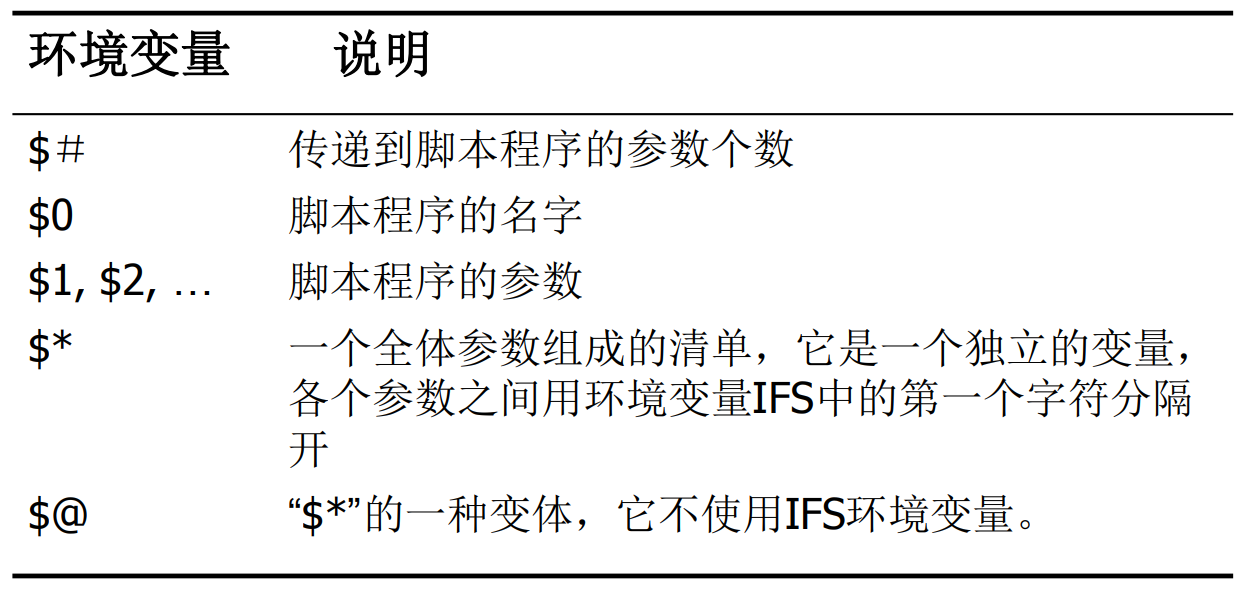 环境变量 说明
$＃ 传递到脚本程序的参数个数
$0 脚本程序的名字
$1, $2, … 脚本程序的参数
$* 一个全体参数组成的清单，它是一个独立的变量，
各个参数之间用环境变量IFS中的第一个字符分隔
开
$@ “$*”的一种变体，它不使用IFS环境变量。